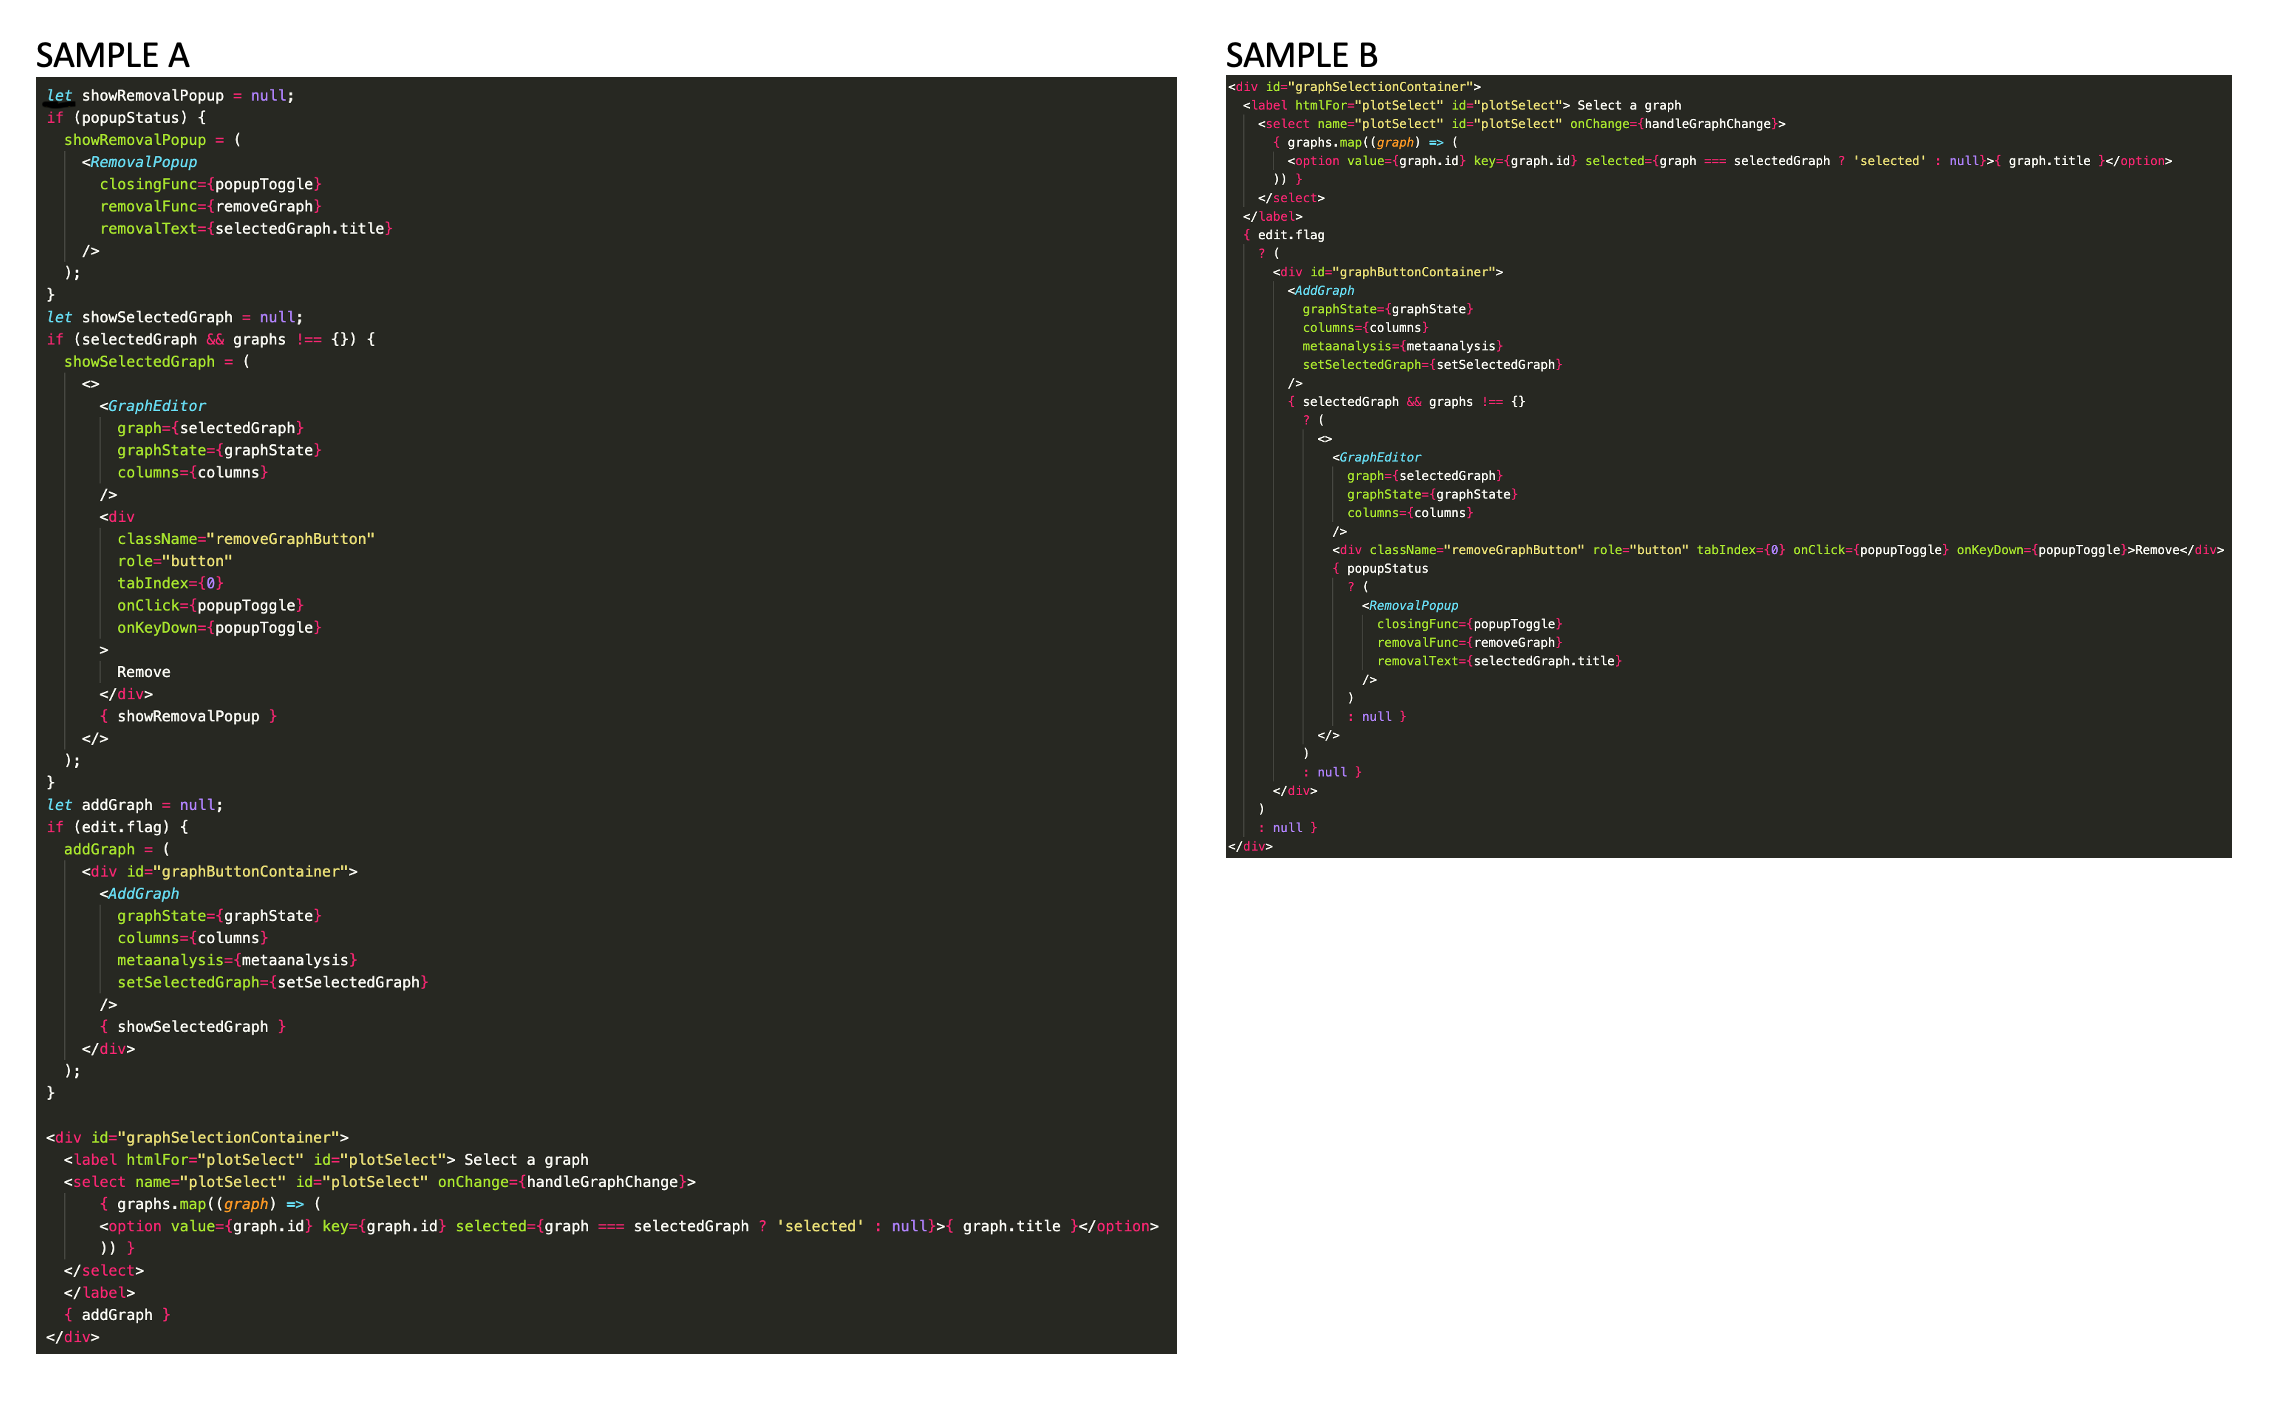 SAMPLE A
let showRemovalPopup = null;
if (popupStatus) {
showRemovalPopup = (
<RemovalPopup
closingFunc={popupToggle}
removalFunc={removeGraph}
removalText={selectedGraph.title}
/>
);
}
let showSelectedGraph = null;
if (selectedGraph && graphs !== {}) {
showSelectedGraph = (
<>
<GraphEditor
graph={selectedGraph}
graphState={graphState}
columns={columns}
/>
<div
className="removeGraphButton"
role="button"
tabIndex={0}
onClick={popupToggle}
onKeyDown={popupToggle}
>
Remove
</div>
{ showRemovalPopup }
</>
);
}
let addGraph = null;
if (edit.flag) {
addGraph = (
<div id="graphButtonContainer">
<AddGraph
graphState={graphState}
columns={columns}
metaanalysis={metaanalysis}
setSelectedGraph={setSelectedGraph}
/>
{ showSelectedGraph }
</div>
);
}
<div id="graphSelectionContainer">
<label htmlFor="plotSelect" id="plotSelect"> Select a graph
<select name="plotSelect" id="plotSelect" onChange={handleGraphChange}>
{ graphs.map((graph) => (
<option value={graph.id} key={graph.id} selected={graph === selectedGraph ? 'selected' : null}>{ graph.title }</option>
)) }
</select>
</label>
{ addGraph }
</div>
SAMPLE B
<div id="graphSelectionContainer">
<label htmlFor="plotSelect" id="plotSelect"> Select a graph
<select name="plotSelect" id="plotSelect" onChange={handleGraphChange}>
{ graphs.map((graph) => (
<option value={graph.id} key={graph.id} selected={graph === selectedGraph ? 'selected' : null}>{ graph.title }</option>
)) }
</select>
</label>
{ edit.flag
? (
<div id="graphButtonContainer">
<AddGraph
graphState={graphState}
columns={columns}
metaanalysis={metaanalysis}
setSelectedGraph={setSelectedGraph}
/>
{ selectedGraph && graphs !== {}
? (
<>
<GraphEditor
graph={selectedGraph}
graphState={graphState}
columns={columns}
/>
<div className="removeGraphButton" role="button" tabIndex={0} onClick={popupToggle} onKeyDown={popupToggle}>Remove</div>
{ popupStatus
? (
<RemovalPopup
closingFunc={popupToggle}
removalFunc={removeGraph}
removalText={selectedGraph.title}
/>
)
: null }
</>
)
: null }
</div>
)
: null }
</div>